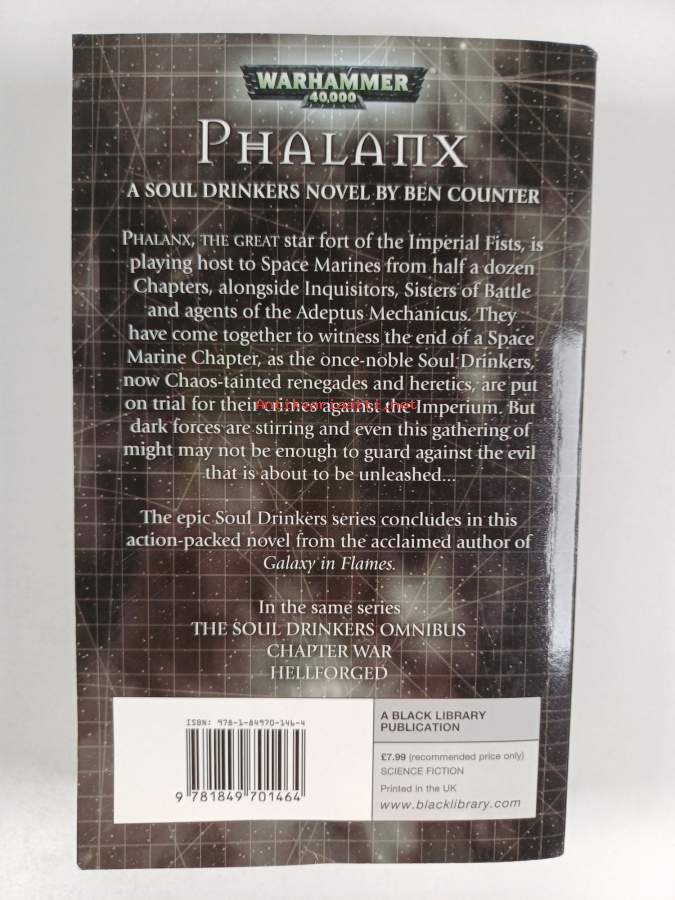 WARHAMMER
40,000
PHALANX
A SOUL DRINKERS NOVEL BY BEN COUNTER
PHALANX, THE GREAT star fort of the Imperial Fists, is
playing host to Space Marines from half a dozen
Chapters, alongside Inquisitors, Sisters of Battle
and agents of the Adeptus Mechanicus. They
have come together to witness the end of a Space
Marine Chapter, as the once-noble Soul Drinkers,
now Chaos-tainted renegades and heretics, are put
on trial for their crimes against the Imperium. But
Antikvariaatti.net
dark forces are stirring and even this gathering of
might may not be enough to guard against the evil
that is about to be unleashed...
The epic Soul Drinkers series concludes in this
action-packed novel from the acclaimed author of
Galaxy in Flames.
In the same series
THE SOUL DRINKERS OMNIBUS
CHAPTER WAR
HELLFORGED
ISBN: 978-1-84970-146-4
9 781849 701464
A BLACK LIBRARY
PUBLICATION
£7.99 (recommended price only)
SCIENCE FICTION
Printed in the UK
www.blacklibrary.com